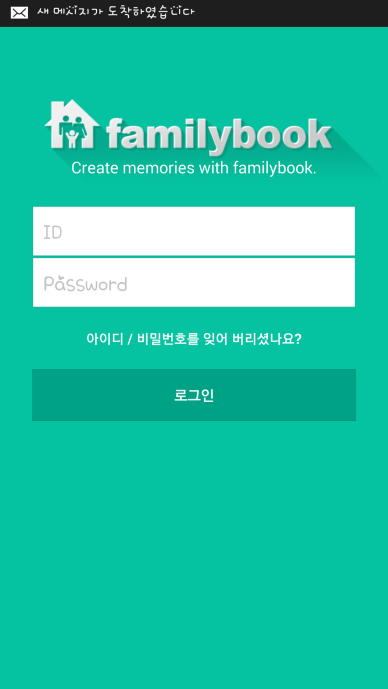 새 메시지가 도착하였습니다
familybook
Create memories with familybook.
ID
Password
아이디 / 비밀번호를 잊어 버리셨나요?
로그인